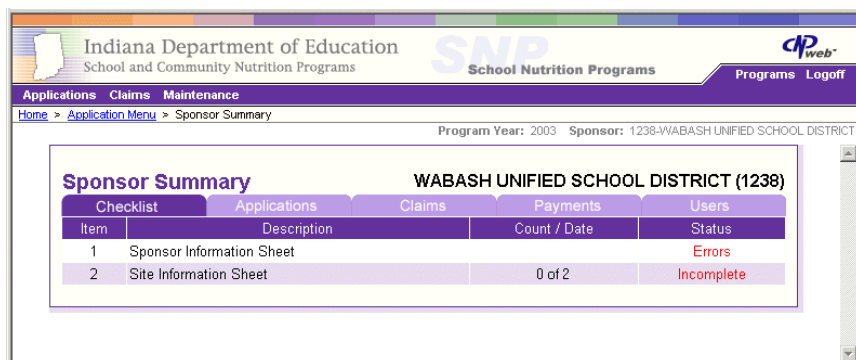 Indiana Department of Education
School and Community Nutrition Programs
SNP
School Nutrition Programs
CNPweb
Programs Logoff
Applications Claims Maintenance
Home > Application Menu > Sponsor Summary
Program Year: 2003 Sponsor: 1238-WABASH UNIFIED SCHOOL DISTRICT
Sponsor Summary WABASH UNIFIED SCHOOL DISTRICT (1238)
Checklist Applications Claims Payments Users
Item Description Count / Date Status
1 Sponsor Information Sheet Errors
2 Site Information Sheet 0 of 2 Incomplete